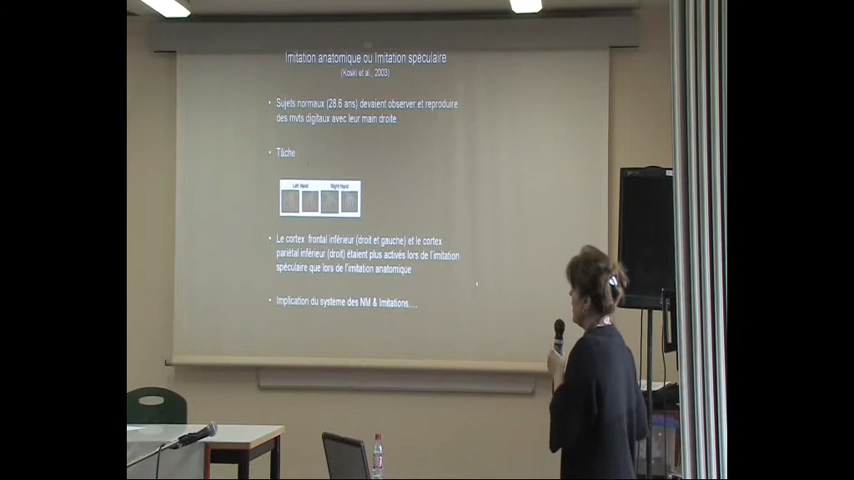 Imitation anatomique ou Imitation spéculaire
(Koski et al., 2003)
• Sujets normaux (28.6 ans) devaient observer et reproduire
des mvts digitaux avec leur main droite
• Tâche
Left Hand Right Hand
• Le cortex frontal inférieur (droit et gauche) et le cortex
pariétal inférieur (droit) étaient plus activés lors de l'imitation
spéculaire que lors de l'imitation anatomique
• Implication du système des NM & Imitations....